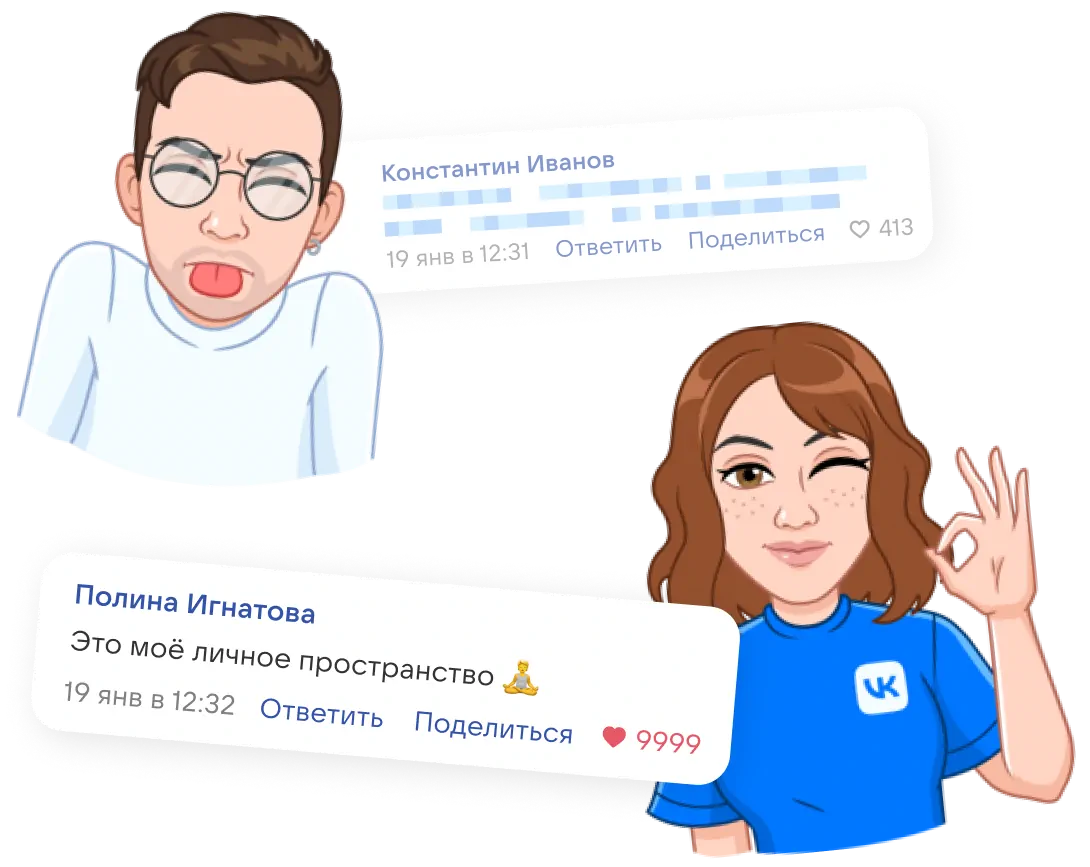 Константин Иванов
19 янв в 12:31 Ответить Поделиться 413
Полина Игнатова
Это моё личное пространство 🧘
19 янв в 12:32 Ответить Поделиться 9999
VK